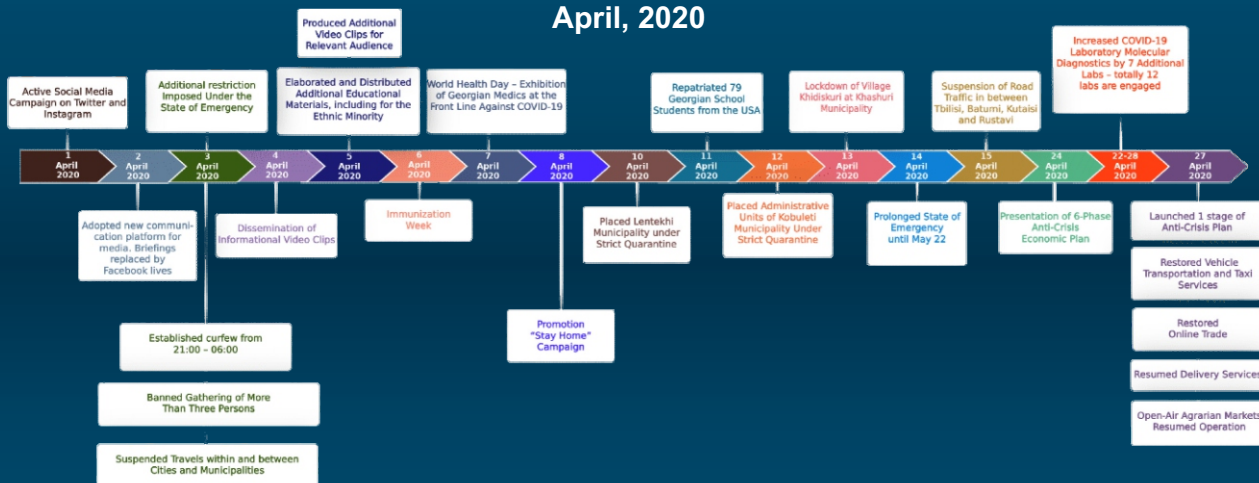 April, 2020
Active Social Media
Campaign on Twitter and
Instagram
1
April
2020
2
April
2020
Adopted new communi-
cation platform for
media. Briefings
replaced by
Facebook lives
Additional restriction
Imposed Under the
State of Emergency
3
April
2020
Established curfew from
21:00 – 06:00
Banned Gathering of More
Than Three Persons
Suspended Travels within and between
Cities and Municipalities
4
April
2020
Dissemination of
Informational Video Clips
Produced Additional
Video Clips for
Relevant Audience
Elaborated and Distributed
Additional Educational
Materials, including for the
Ethnic Minority
5
April
2020
6
April
2020
Immunization
Week
World Health Day – Exhibition
of Georgian Medics at the
Front Line Against COVID-19
7
April
2020
8
April
2020
Promotion
"Stay Home"
Campaign
10
April
2020
Placed Lentekhi
Municipality under
Strict Quarantine
Repatriated 79
Georgian School
Students from the USA
11
April
2020
12
April
2020
Placed Administrative
Units of Kobuleti
Municipality Under
Strict Quarantine
Lockdown of Village
Khidiskuri at Khashuri
Municipality
13
April
2020
14
April
2020
Prolonged State of
Emergency
until May 22
Suspension of Road
Traffic in between
Tbilisi, Batumi, Kutaisi
and Rustavi
15
April
2020
24
April
2020
Presentation of 6-Phase
Anti-Crisis
Economic Plan
Increased COVID-19
Laboratory Molecular
Diagnostics by 7 Additional
Labs – totally 12
labs are engaged
22-28
April
2020
27
April
2020
Launched 1 stage of
Anti-Crisis Plan
Restored Vehicle
Transportation and Taxi
Services
Restored
Online Trade
Resumed Delivery Services
Open-Air Agrarian Markets
Resumed Operation